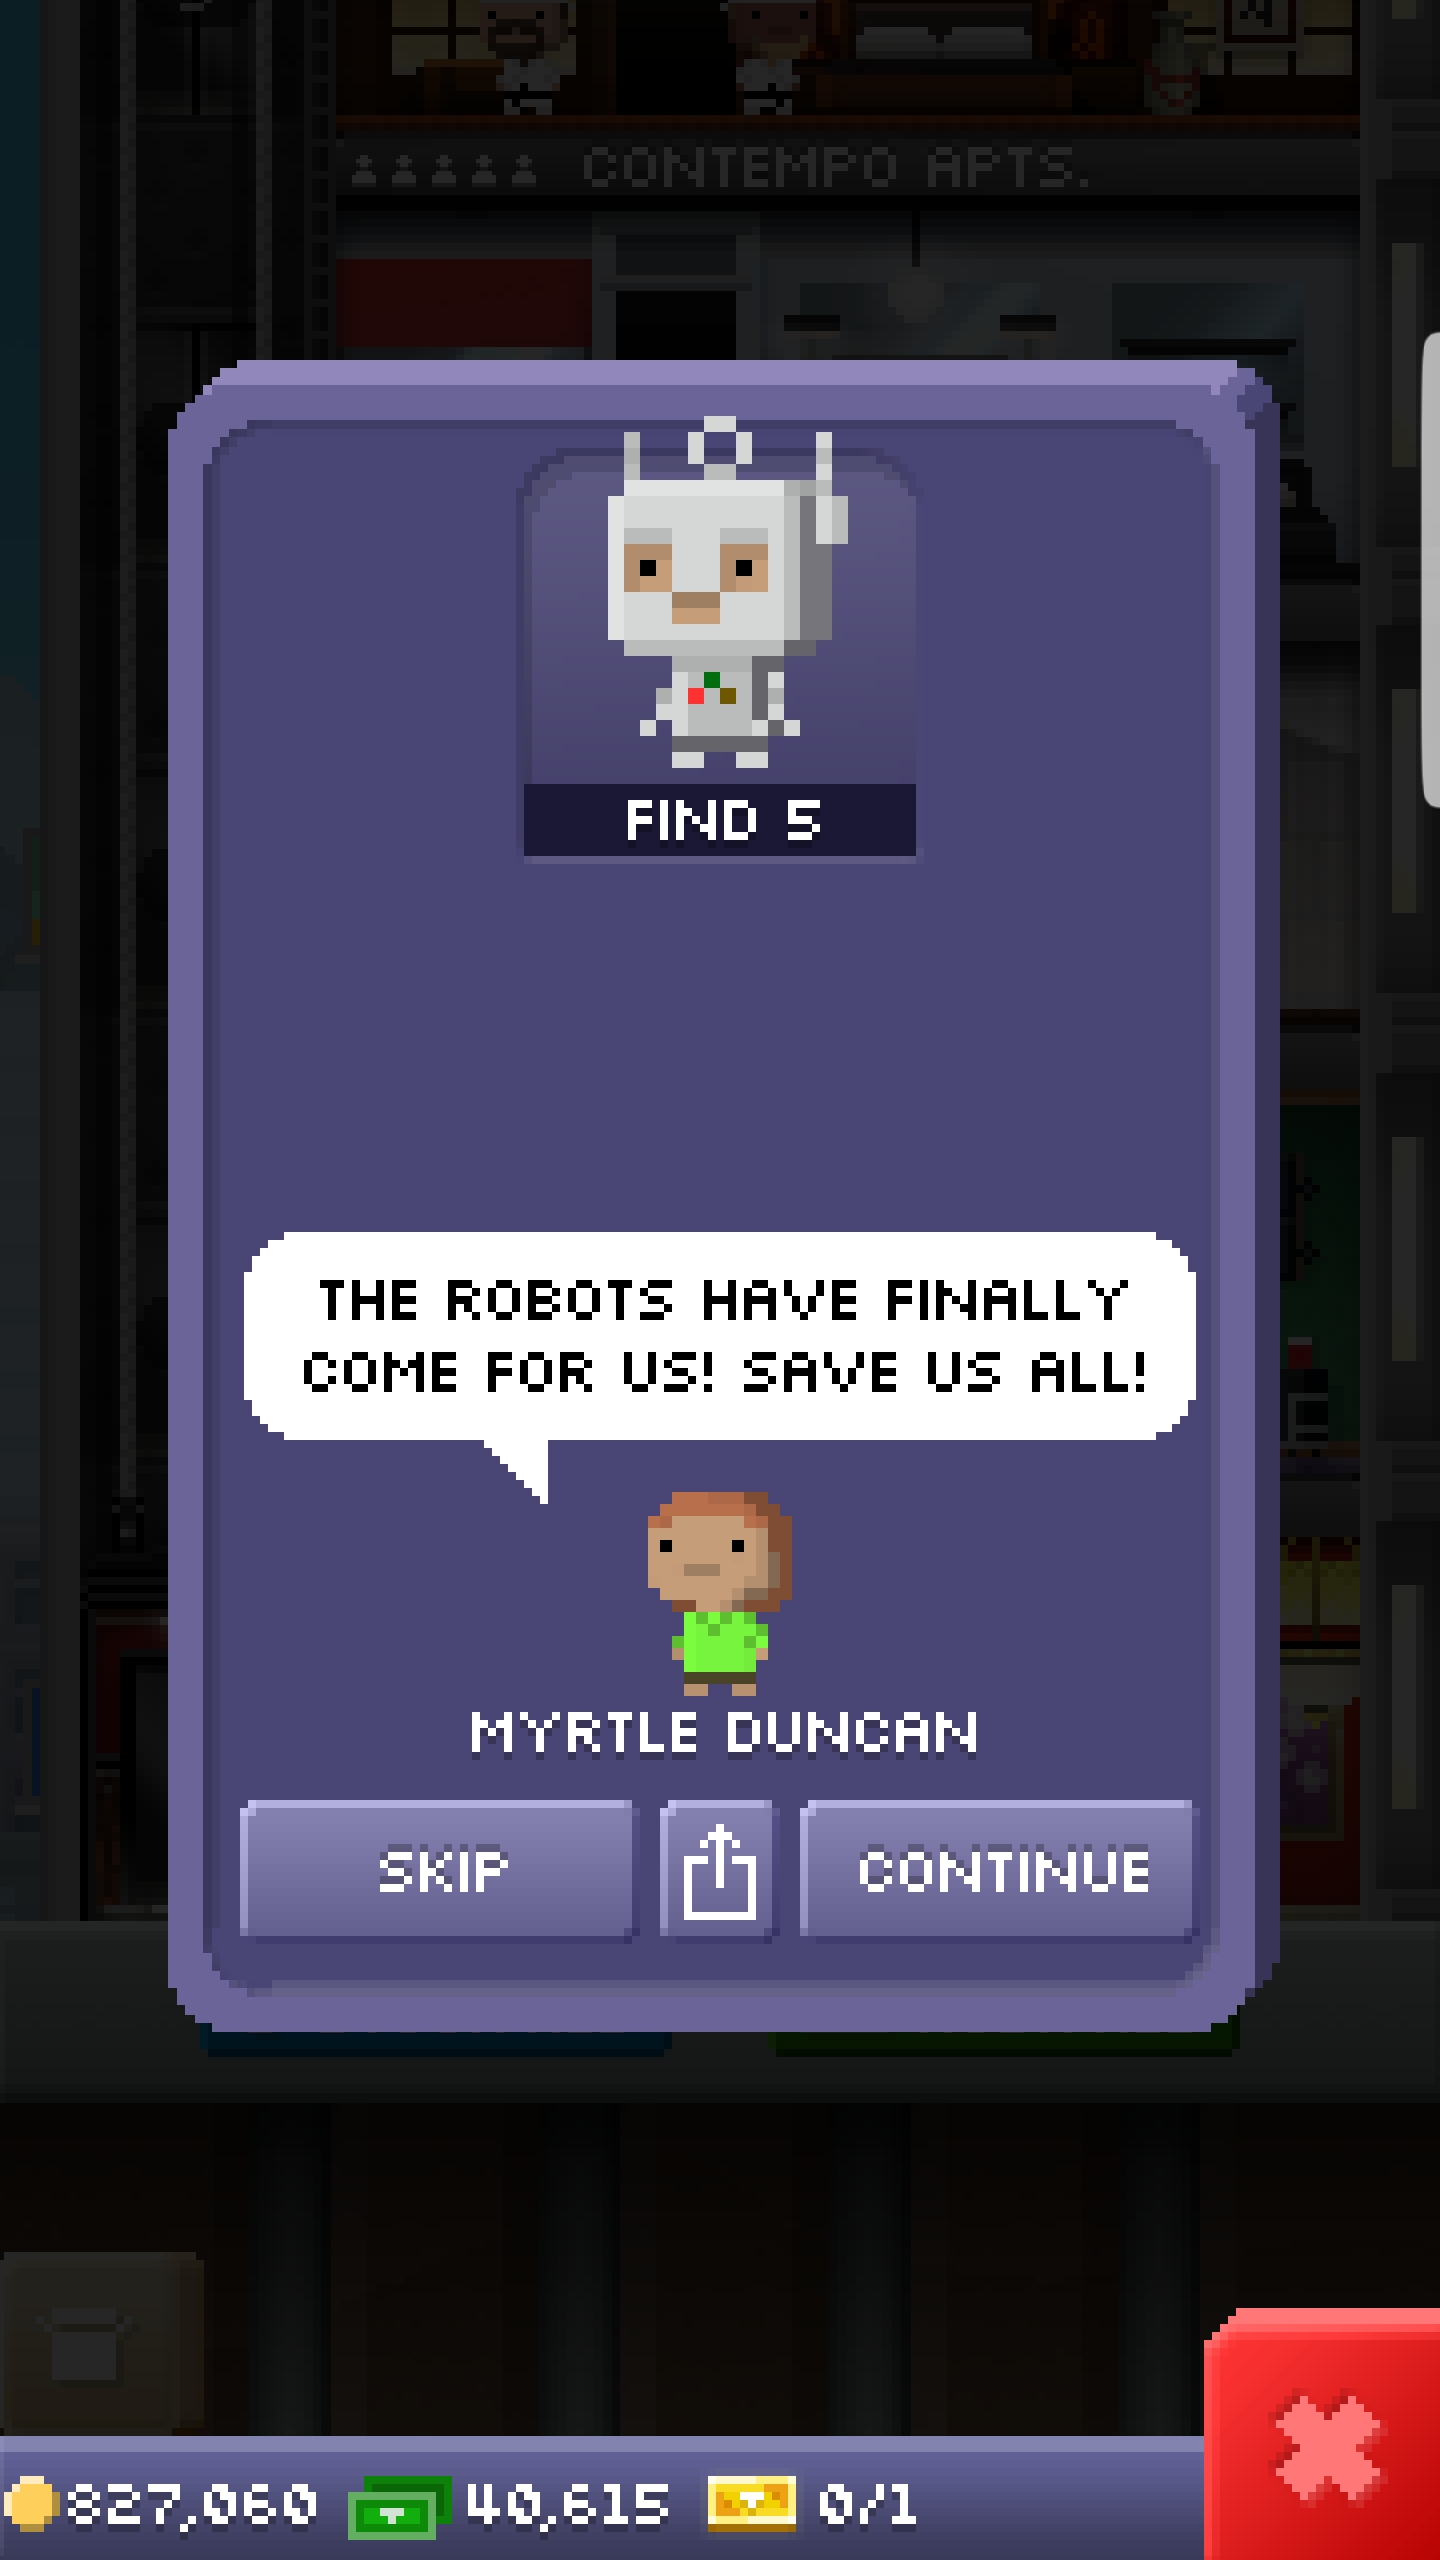 CONTEMPO APTS.
FIND 5
THE ROBOTS HAVE FINALLY
COME FOR US! SAVE US ALL!
MYRTLE DUNCAN
SKIP
CONTINUE
827,060 40,615 0/1